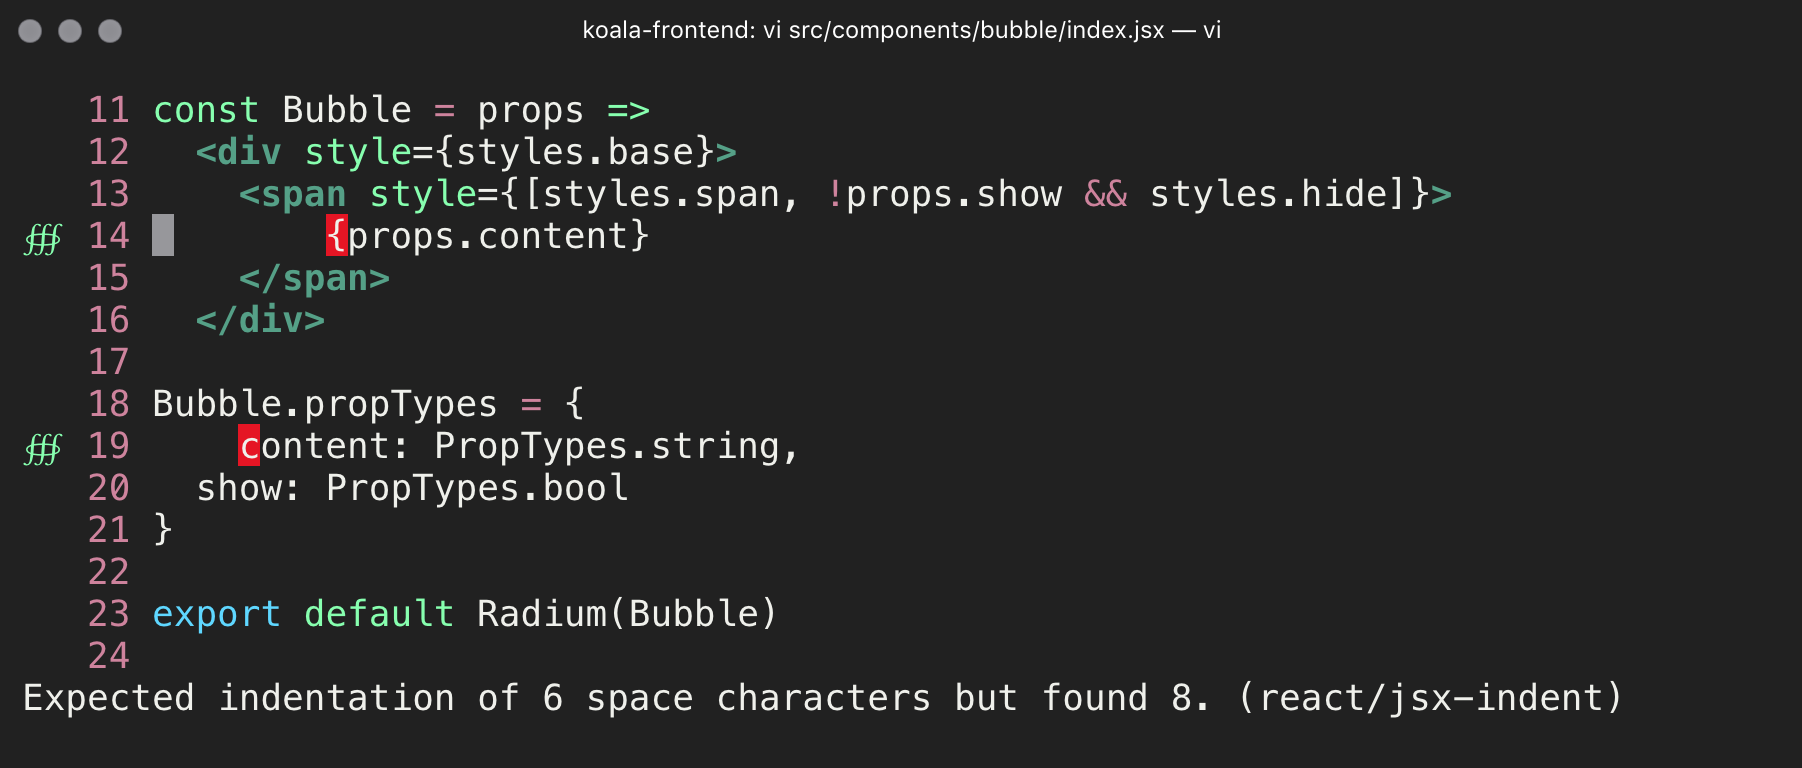 koala-frontend: vi src/components/bubble/index.jsx — vi
11 const Bubble = props =>
12   <div style={styles.base}>
13     <span style={[styles.span, !props.show && styles.hide]}>
∰ 14         {props.content}
15     </span>
16   </div>
17
18 Bubble.propTypes = {
∰ 19     content: PropTypes.string,
20   show: PropTypes.bool
21 }
22
23 export default Radium(Bubble)
24
Expected indentation of 6 space characters but found 8. (react/jsx-indent)